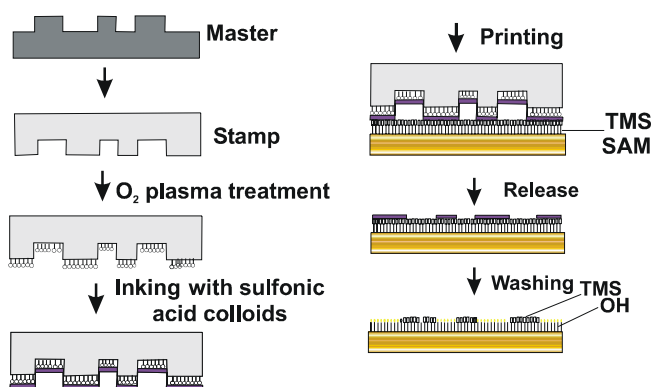 Master
Stamp
O₂ plasma treatment
Inking with sulfonic
acid colloids
Printing
TMS
SAM
Release
Washing
TMS
OH